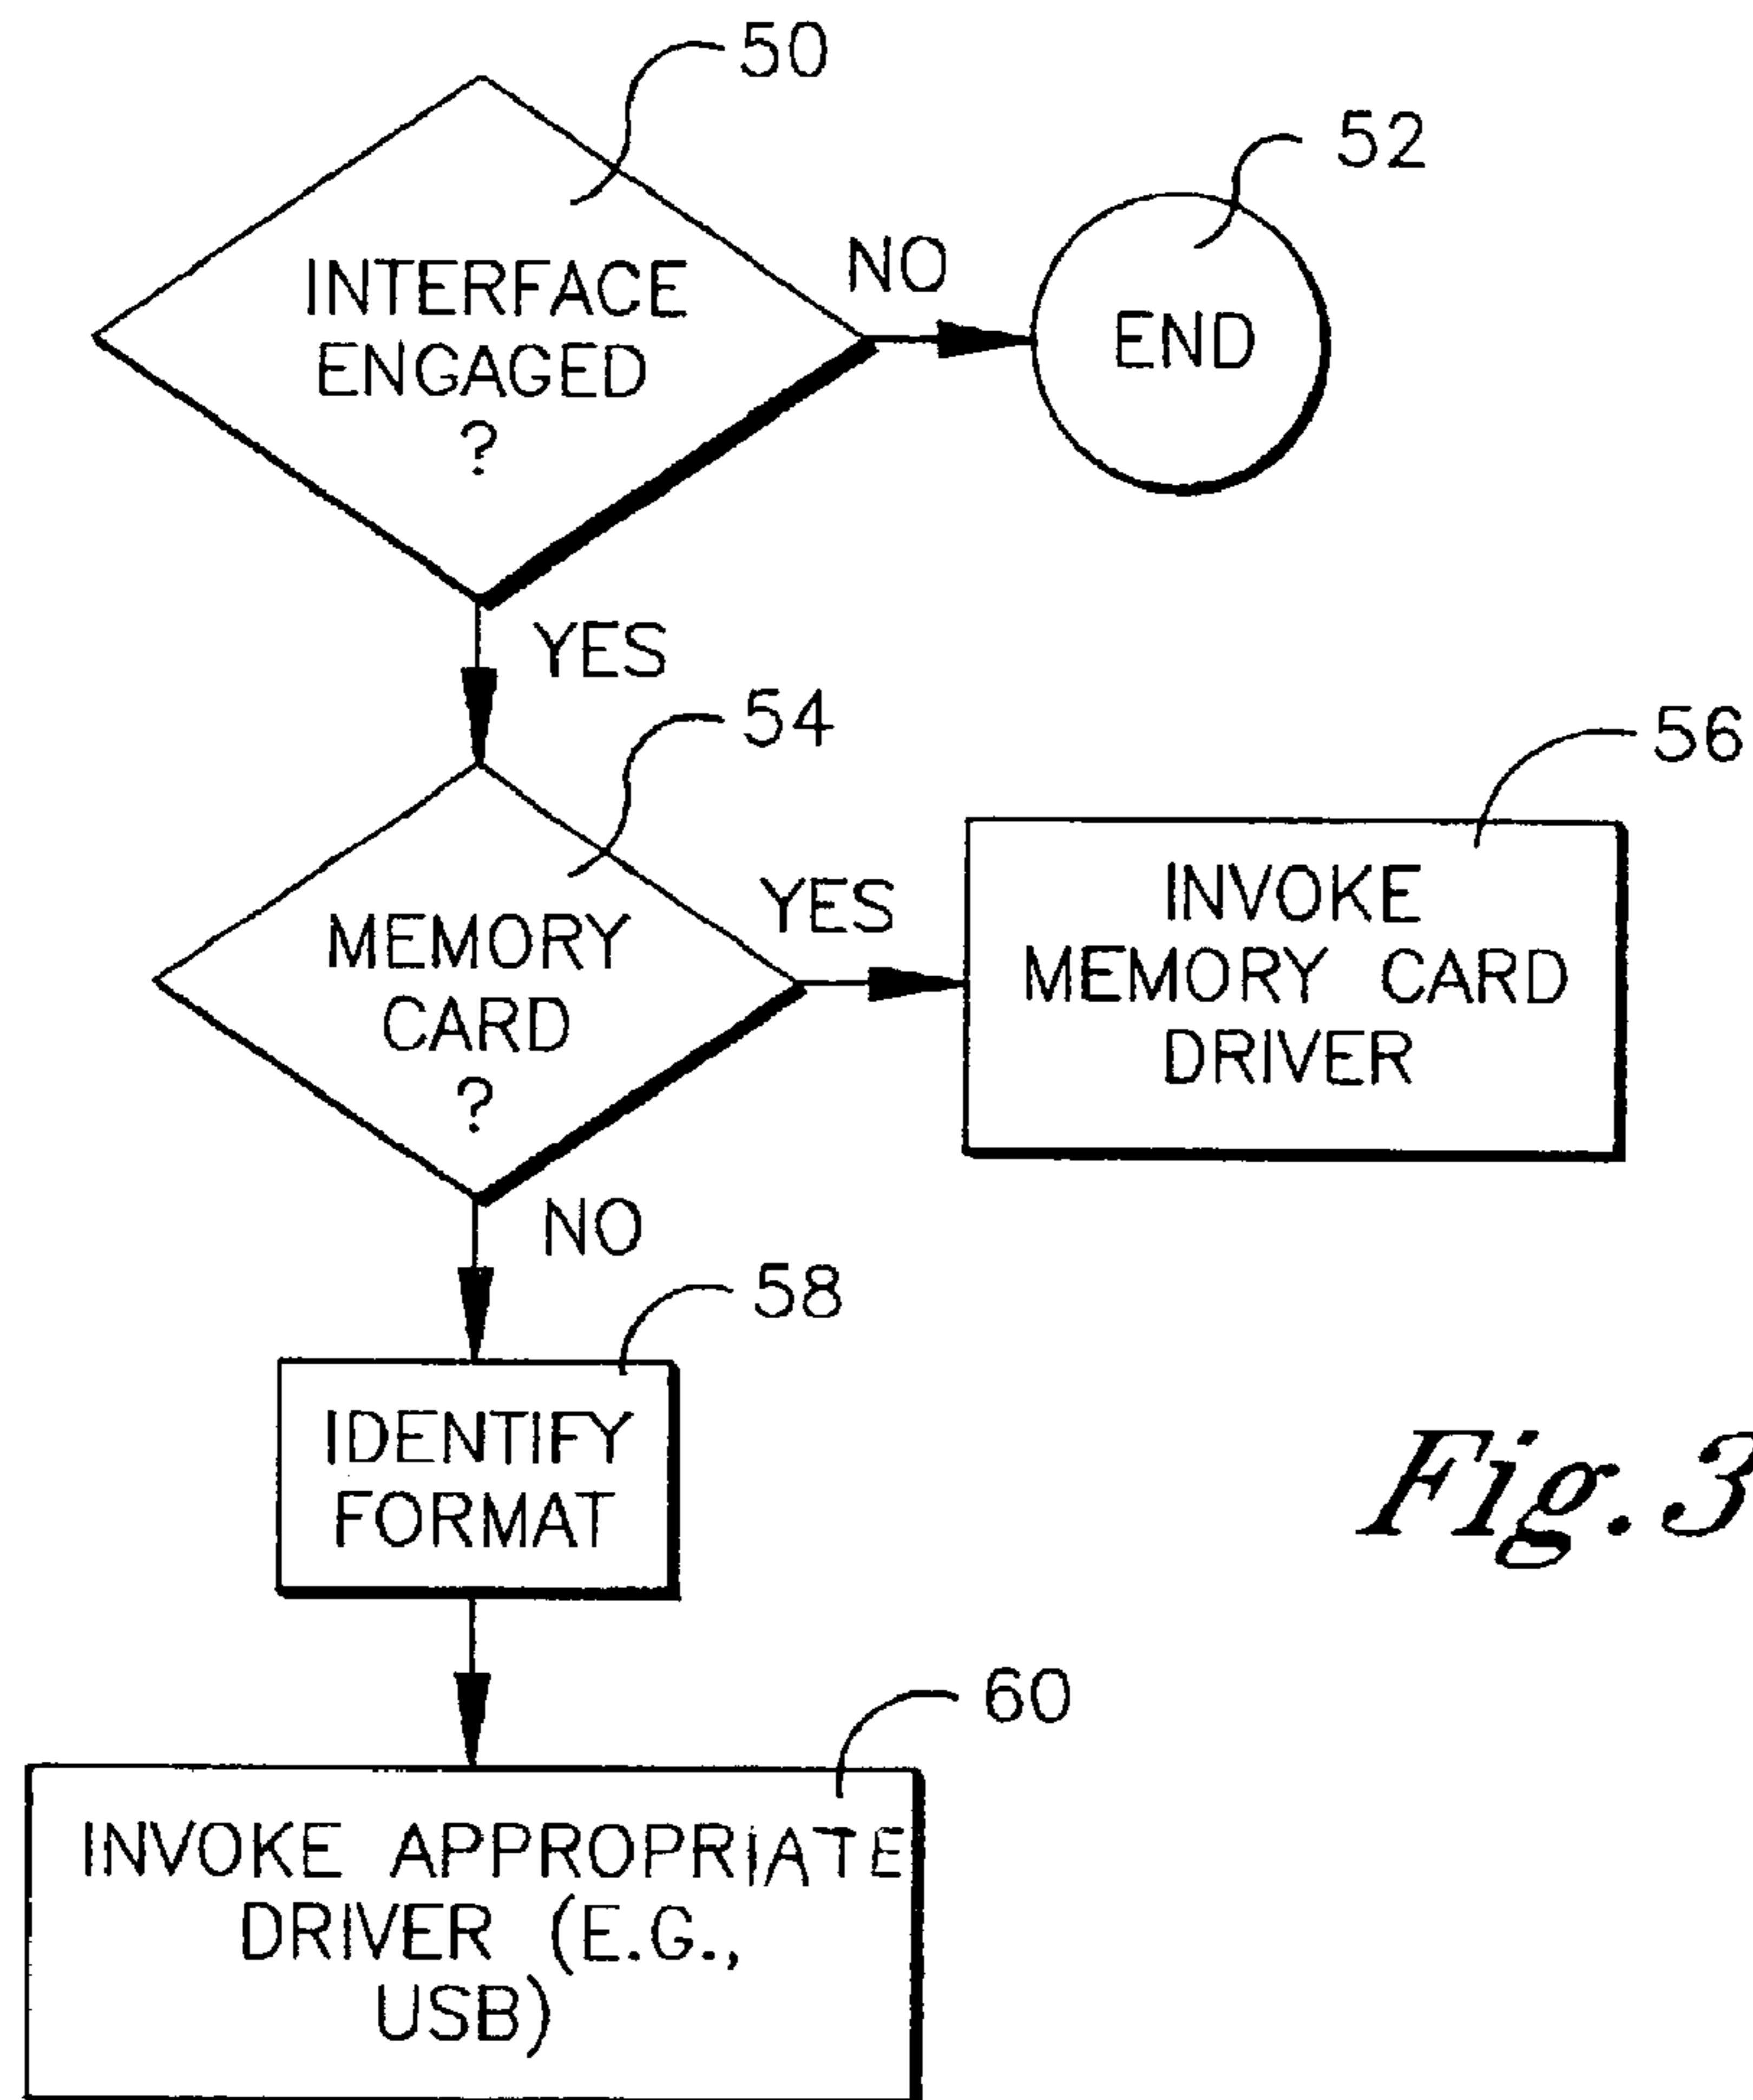 50
52
INTERFACE
ENGAGED
?
NO
END
YES
54
56
MEMORY
CARD
?
YES
INVOKE
MEMORY CARD
DRIVER
NO
58
IDENTIFY
FORMAT
Fig.3
60
INVOKE APPROPRIATE
DRIVER (E.G.,
USB)